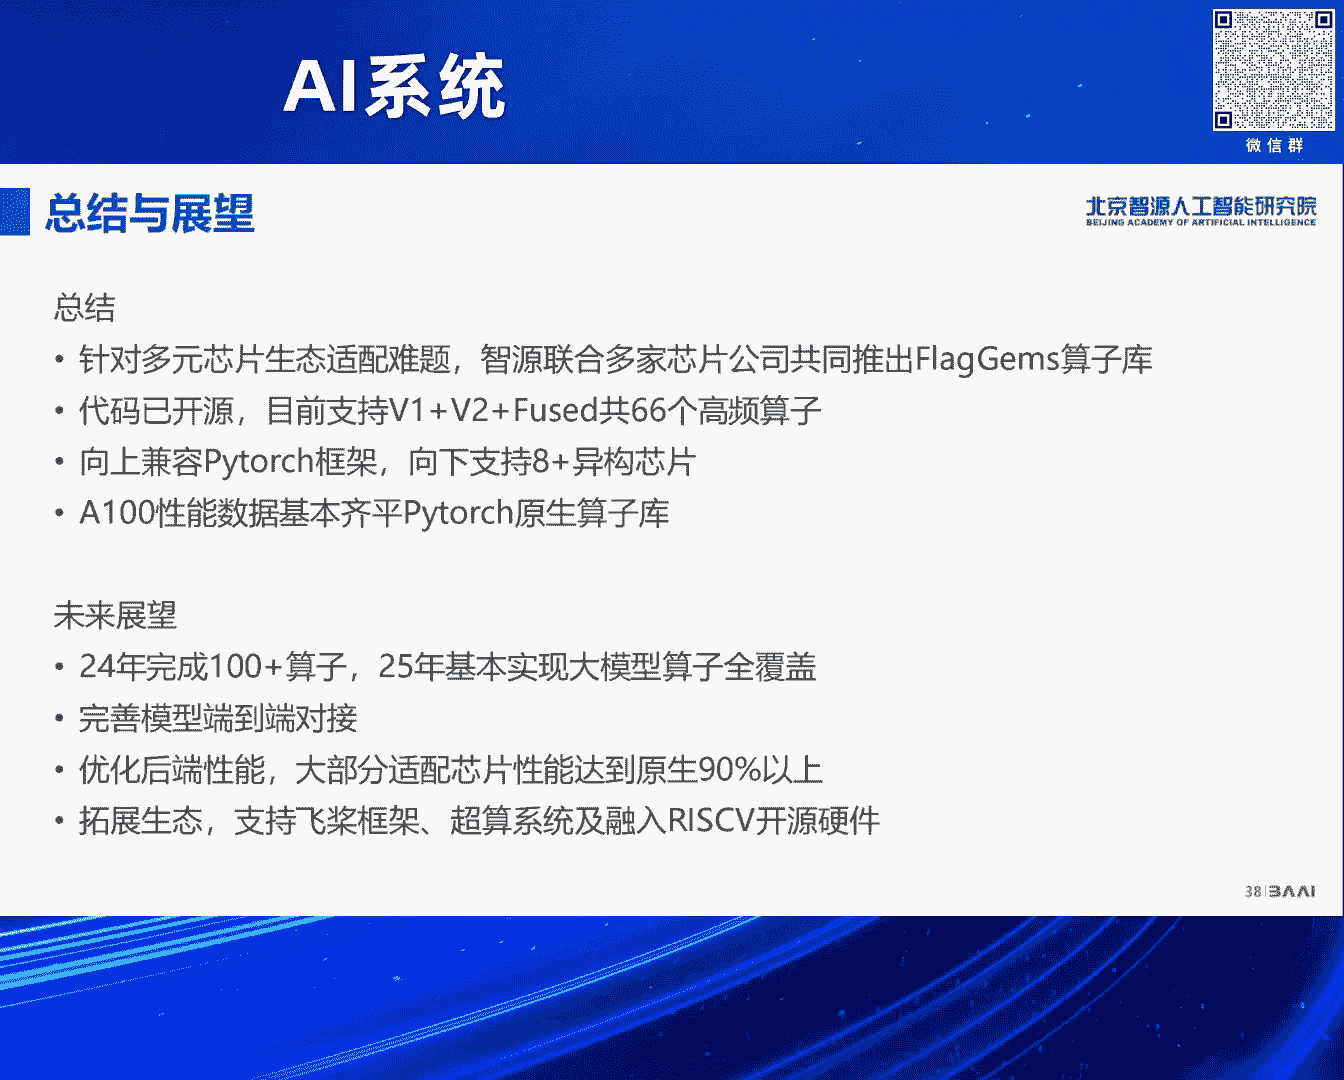 AI系统
微信群
总结与展望
北京智源人工智能研究院
BEIJING ACADEMY OF ARTIFICIAL INTELLIGENCE
总结
• 针对多元芯片生态适配难题，智源联合多家芯片公司共同推出FlagGems算子库
• 代码已开源，目前支持V1+V2+Fused共66个高频算子
• 向上兼容Pytorch框架，向下支持8+异构芯片
• A100性能数据基本齐平Pytorch原生算子库
未来展望
• 24年完成100+算子，25年基本实现大模型算子全覆盖
• 完善模型端到端对接
• 优化后端性能，大部分适配芯片性能达到原生90%以上
• 拓展生态，支持飞桨框架、超算系统及融入RISCV开源硬件
38 BAAI